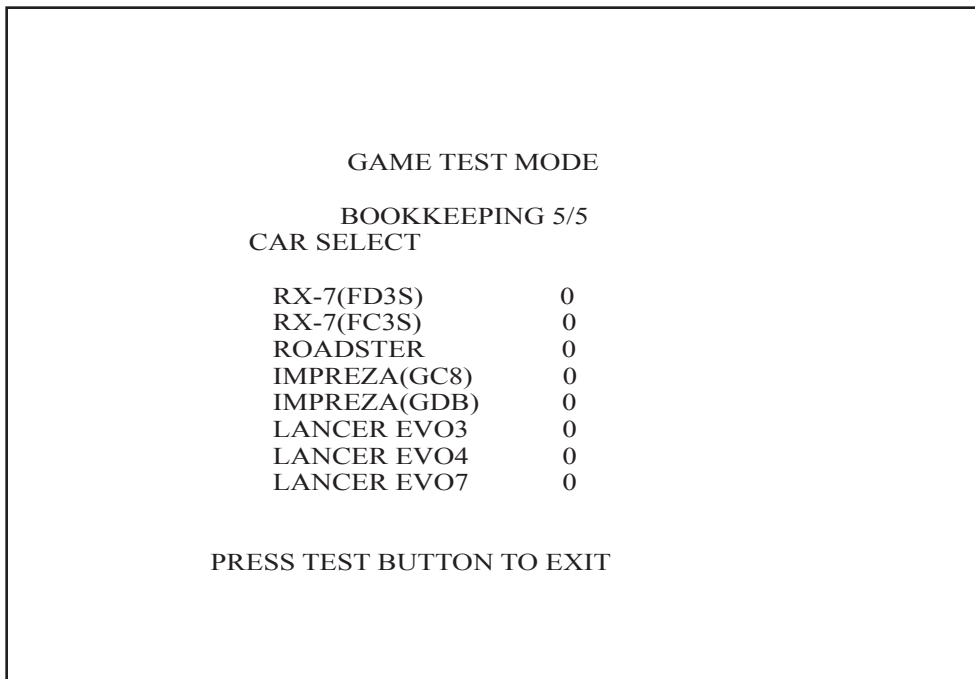 GAME TEST MODE
BOOKKEEPING 5/5
CAR SELECT
RX-7(FD3S) 0
RX-7(FC3S) 0
ROADSTER 0
IMPREZA(GC8) 0
IMPREZA(GDB) 0
LANCER EVO3 0
LANCER EVO4 0
LANCER EVO7 0
PRESS TEST BUTTON TO EXIT